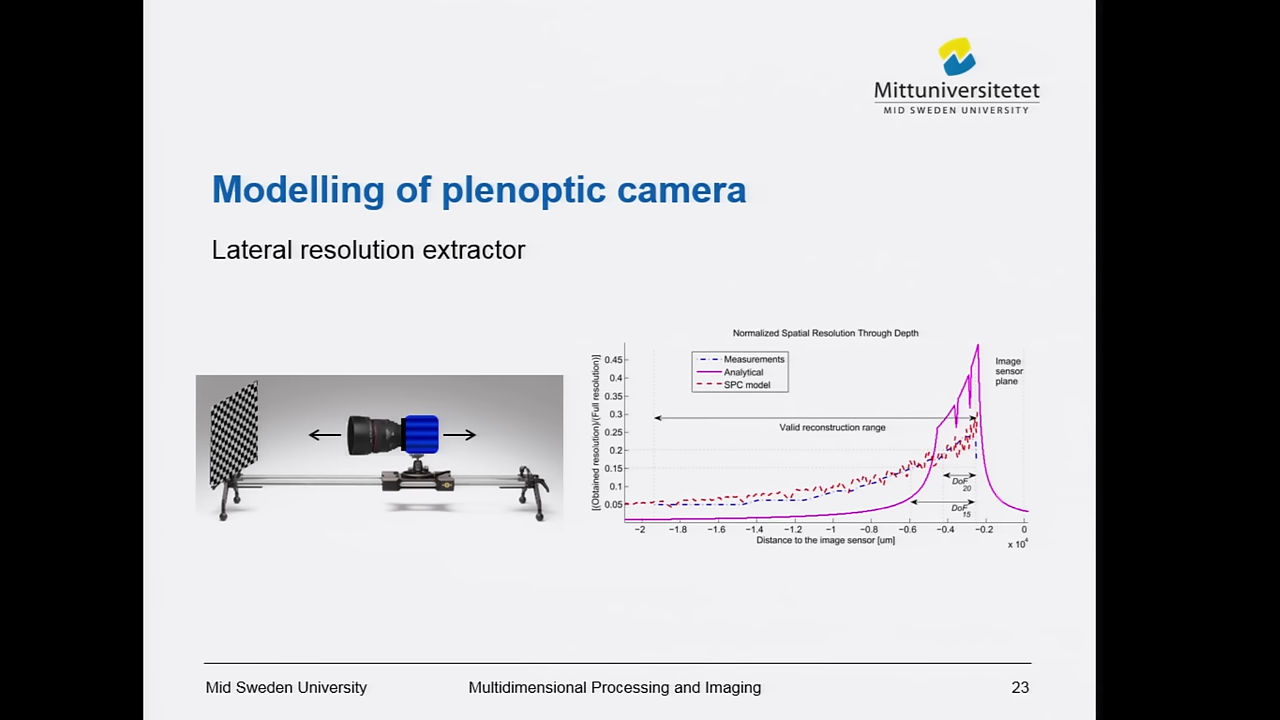 Mittuniversitetet
MID SWEDEN UNIVERSITY
Modelling of plenoptic camera
Lateral resolution extractor
Normalized Spatial Resolution Through Depth
[(Obtained resolution)/(Full resolution)]
0.45
0.4
0.35
0.3
0.25
0.2
0.15
0.1
0.05
Measurements
Analytical
SPC model
Image
sensor
plane
Valid reconstruction range
DoF20
DoF15
−2 −1.8 −1.6 −1.4 −1.2 −1 −0.8 −0.6 −0.4 −0.2 0
Distance to the image sensor [um]
x 10^4
Mid Sweden University Multidimensional Processing and Imaging 23